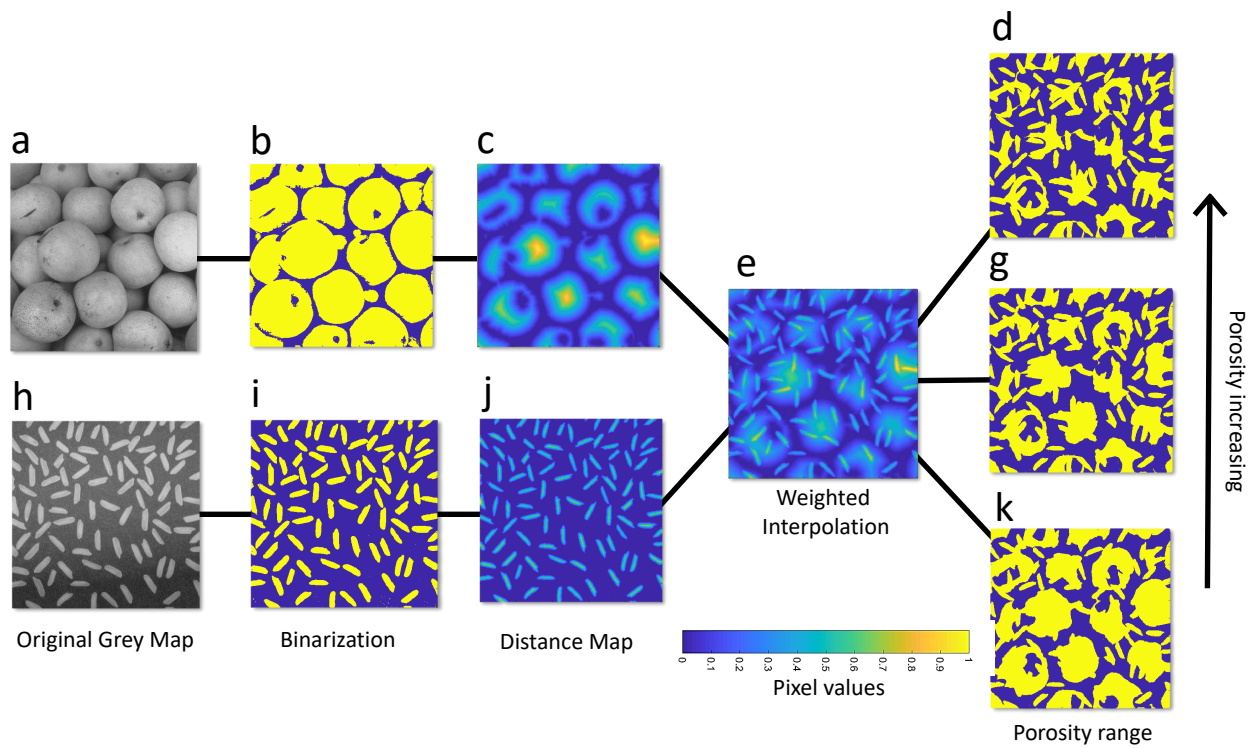 d
a
b
c
e
g
h
i
j
k
Weighted
Interpolation
Porosity increasing
Original Grey Map
Binarization
Distance Map
0
0.1
0.2
0.3
0.4
0.5
0.6
0.7
0.8
0.9
1
Pixel values
Porosity range